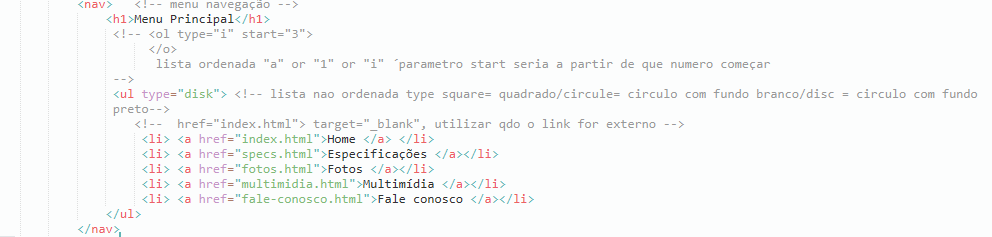 <nav> <!-- menu navegação -->
<h1>Menu Principal</h1>
<!-- <ol type="i" start="3">
</o>
lista ordenada "a" or "1" or "i" ´parametro start seria a partir de que numero começar
-->
<ul type="disk"> <!-- lista nao ordenada type square= quadrado/circule= circulo com fundo branco/disc = circulo com fundo
preto-->
<!-- href="index.html"> target="_blank", utilizar qdo o link for externo -->
<li> <a href="index.html">Home </a> </li>
<li> <a href="specs.html">Especificações </a></li>
<li> <a href="fotos.html">Fotos </a></li>
<li> <a href="multimidia.html">Multimídia </a></li>
<li> <a href="fale-conosco.html">Fale conosco </a></li>
</ul>
</nav>